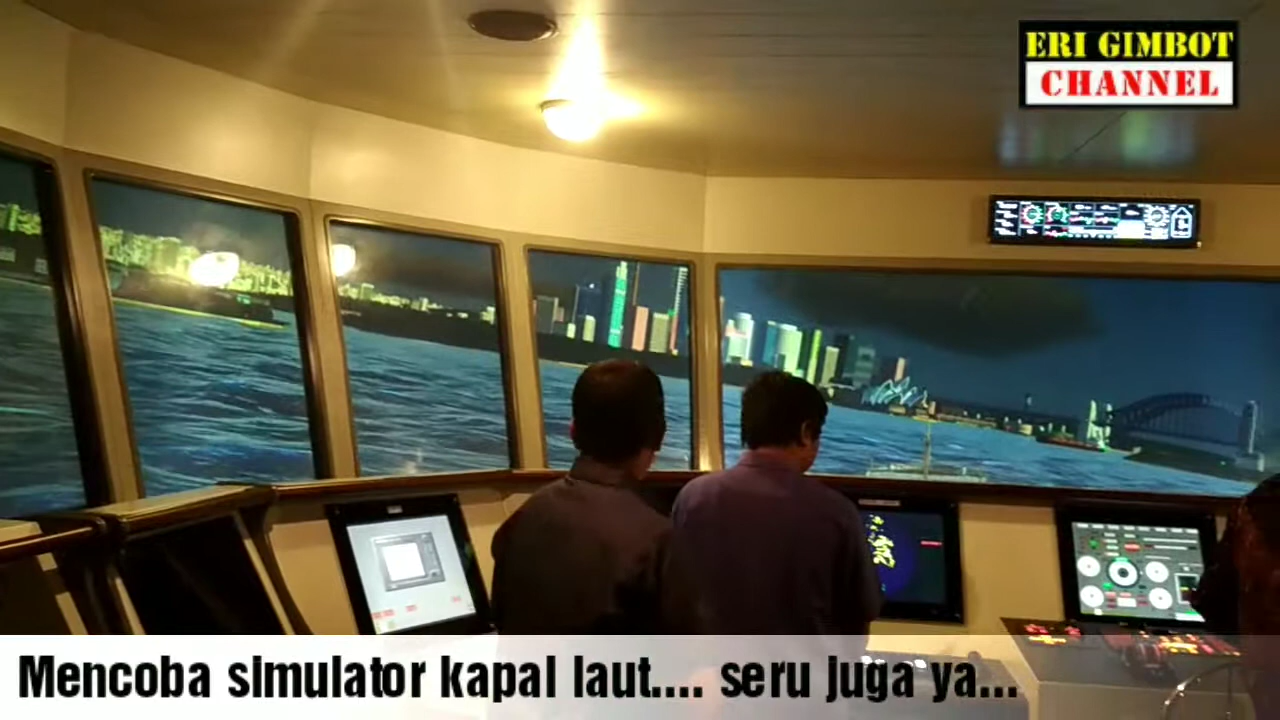 ERI GIMBOT
CHANNEL
Mencoba simulator kapal laut.... seru juga ya...